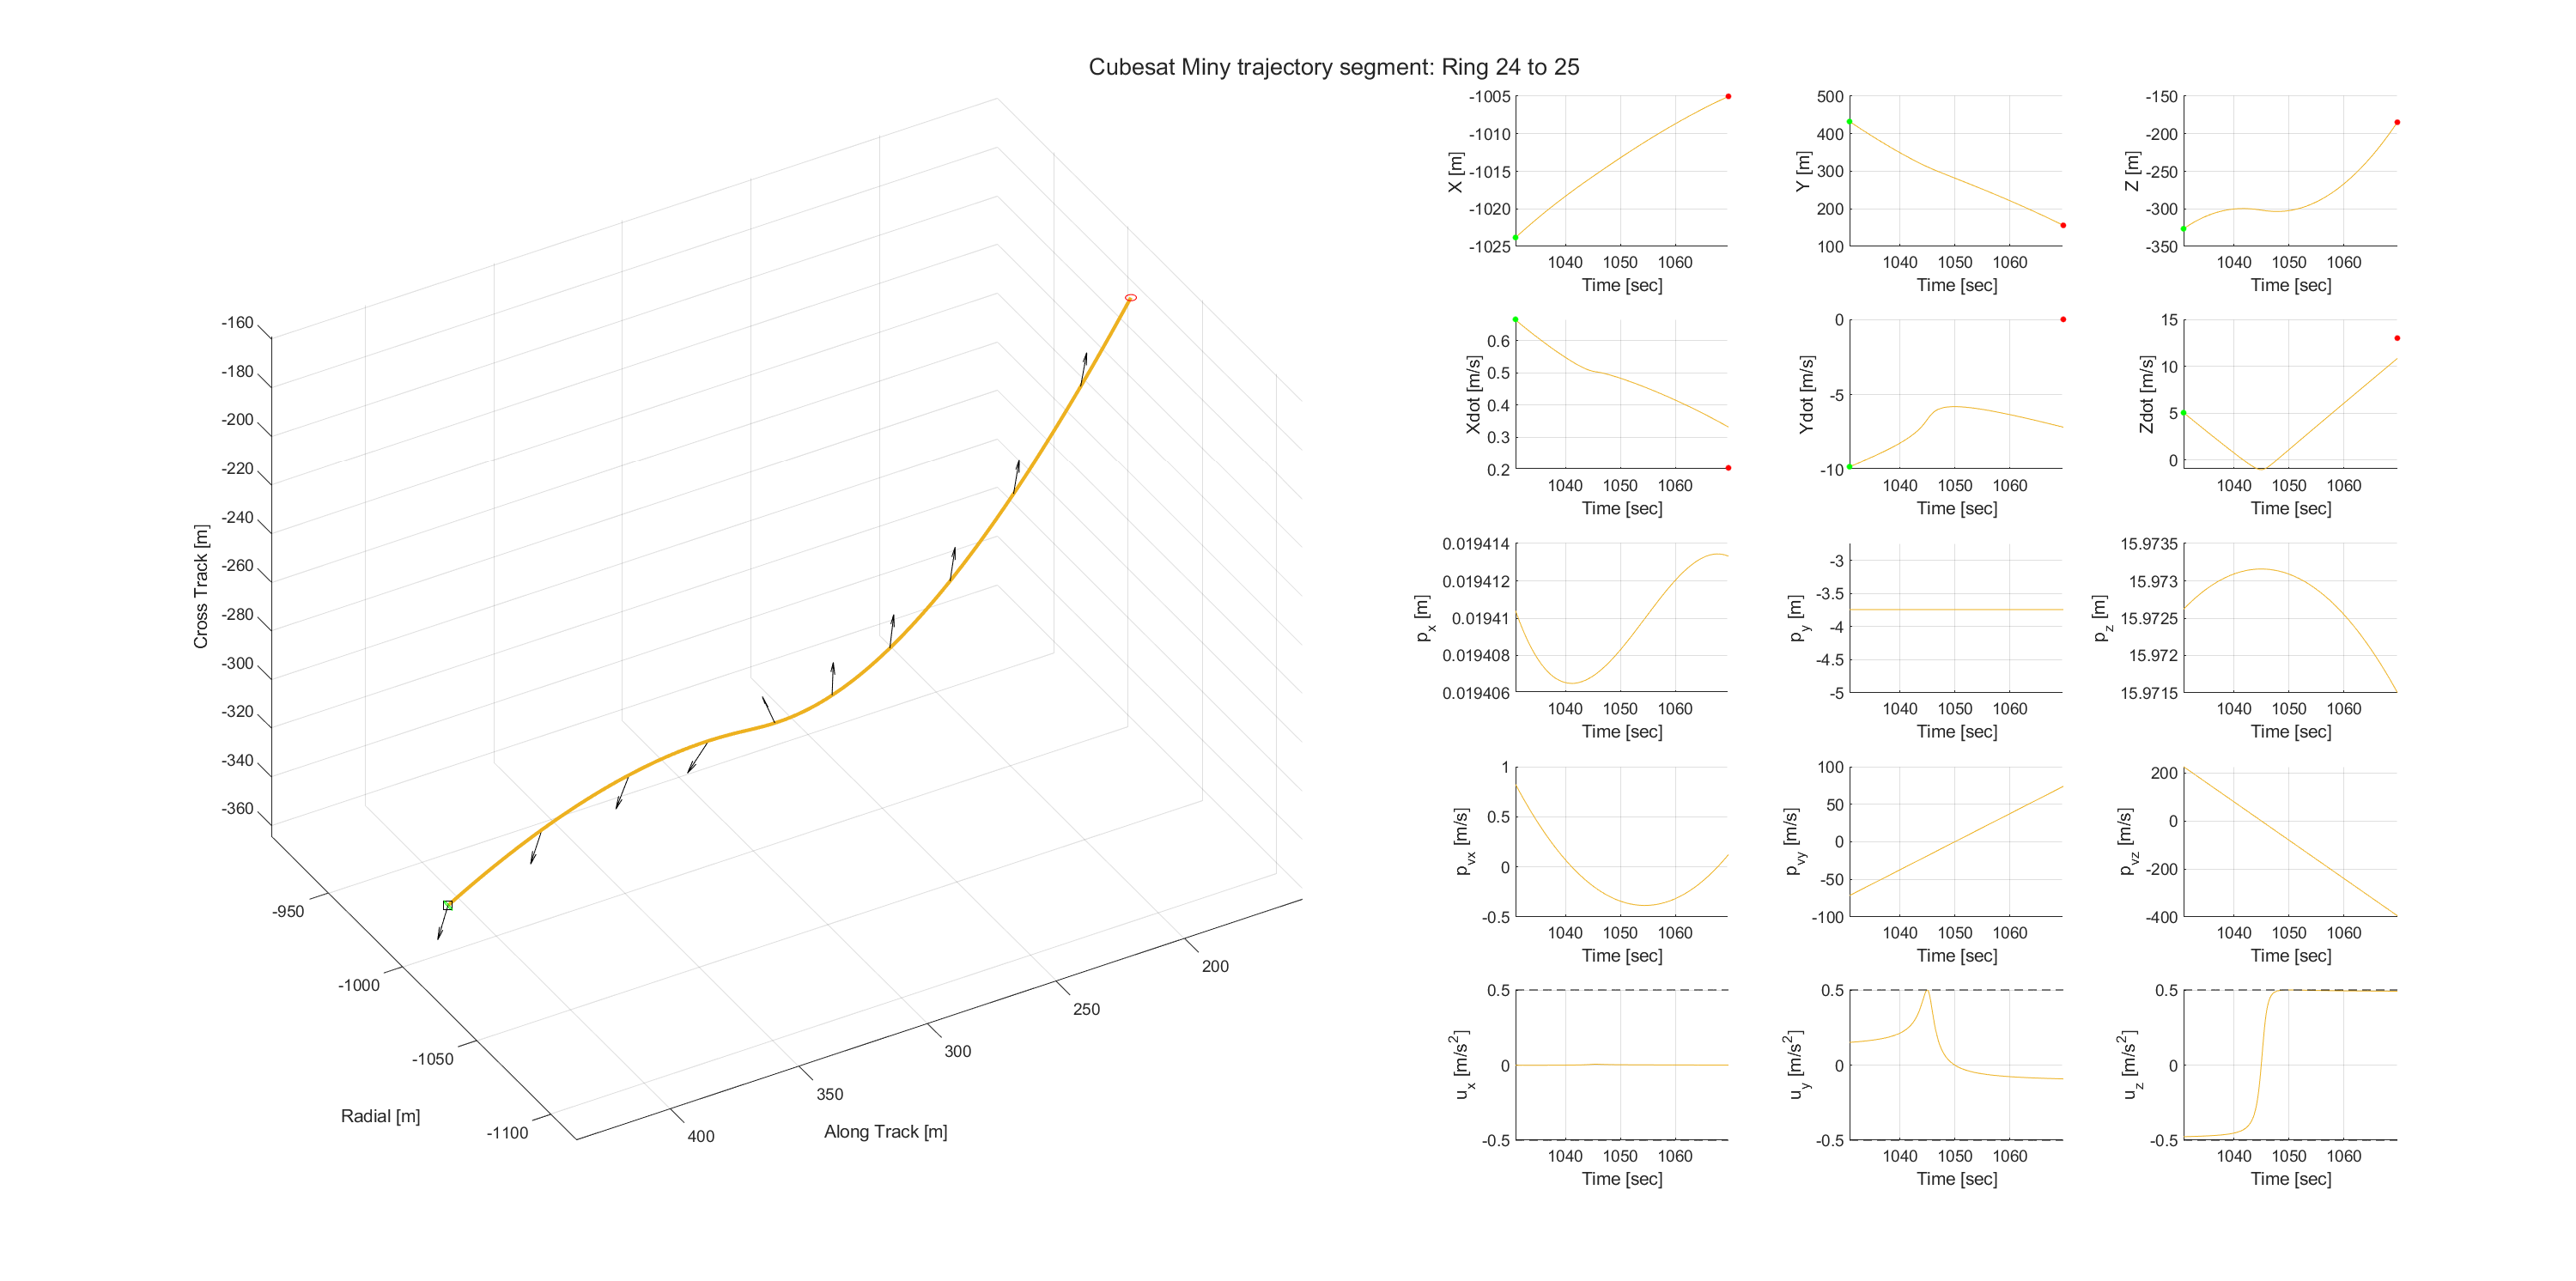 Cubesat Miny trajectory segment: Ring 24 to 25
-160
-180
-200
-220
-240
-260
-280
-300
-320
-340
-360
Cross Track [m]
-950
-1000
-1050
-1100
Radial [m]
400
350
300
250
200
Along Track [m]
-1005
-1010
-1015
-1020
-1025
X [m]
1040 1050 1060
Time [sec]
500
400
300
200
100
Y [m]
1040 1050 1060
Time [sec]
-150
-200
-250
-300
-350
Z [m]
1040 1050 1060
Time [sec]
0.6
0.5
0.4
0.3
0.2
Xdot [m/s]
1040 1050 1060
Time [sec]
0
-5
-10
Ydot [m/s]
1040 1050 1060
Time [sec]
15
10
5
0
Zdot [m/s]
1040 1050 1060
Time [sec]
0.019414
0.019412
0.01941
0.019408
0.019406
p_x [m]
1040 1050 1060
Time [sec]
-3
-3.5
-4
-4.5
-5
p_y [m]
1040 1050 1060
Time [sec]
15.9735
15.973
15.9725
15.972
15.9715
p_z [m]
1040 1050 1060
Time [sec]
1
0.5
0
-0.5
p_vx [m/s]
1040 1050 1060
Time [sec]
100
50
0
-50
-100
p_vy [m/s]
1040 1050 1060
Time [sec]
200
0
-200
-400
p_vz [m/s]
1040 1050 1060
Time [sec]
0.5
0
-0.5
u_x [m/s²]
1040 1050 1060
Time [sec]
0.5
0
-0.5
u_y [m/s²]
1040 1050 1060
Time [sec]
0.5
0
-0.5
u_z [m/s²]
1040 1050 1060
Time [sec]